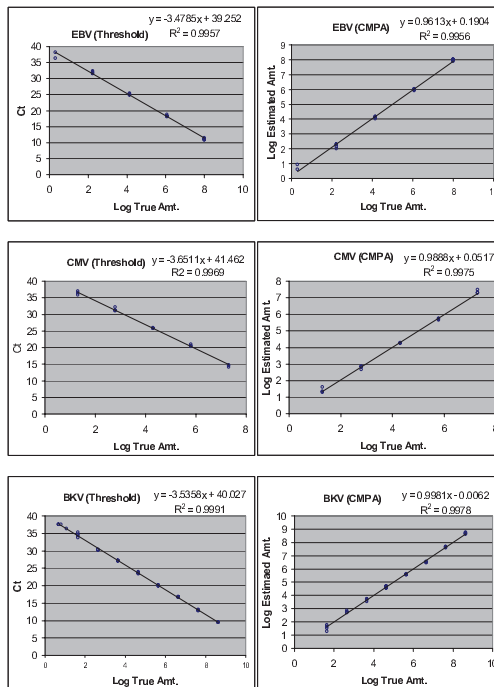 EBV (Threshold) y = -3.4785x + 39.252
R² = 0.9957
40
35
30
25
20
15
10
5
0
Ct
0 2 4 6 8 10
Log True Amt.
EBV (CMPA) y = 0.9613x + 0.1904
R² = 0.9956
9
8
7
6
5
4
3
2
1
0
Log Estimated Amt.
0 2 4 6 8 10
Log True Amt.
CMV (Threshold) y = -3.6511x + 41.462
R2 = 0.9969
40
35
30
25
20
15
10
5
0
Ct
0 2 4 6 8 10
Log True Amt.
CMV (CMPA) y = 0.9888x + 0.0517
R² = 0.9975
8
7
6
5
4
3
2
1
0
Log Estimated Amt.
0 2 4 6 8
Log True Amt.
BKV (Threshold) y = -3.5358x + 40.027
R² = 0.9991
40
35
30
25
20
15
10
5
0
Ct
0 2 4 6 8 10
Log True Amt.
BKV (CMPA) y = 0.9981x - 0.0062
R² = 0.9978
10
9
8
7
6
5
4
3
2
1
0
Log Estimaed Amt.
0 2 4 6 8 10
Log True Amt.